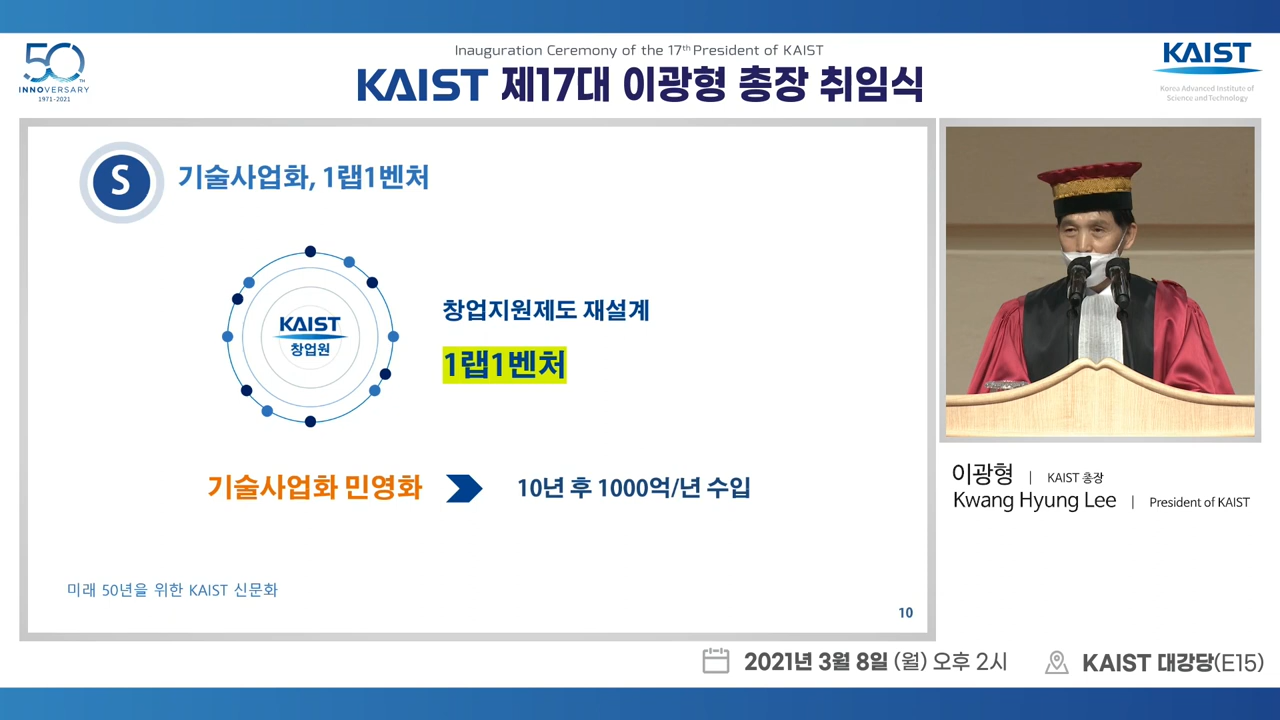 50TH
INNOVERSARY
1971-2021
Inauguration Ceremony of the 17th President of KAIST
KAIST 제17대 이광형 총장 취임식
KAIST
Korea Advanced Institute of
Science and Technology
S
기술사업화, 1랩1벤처
KAIST
창업원
창업지원제도 재설계
1랩1벤처
기술사업화 민영화
10년 후 1000억/년 수입
미래 50년을 위한 KAIST 신문화
10
이광형 | KAIST 총장
Kwang Hyung Lee | President of KAIST
2021년 3월 8일 (월) 오후 2시
KAIST 대강당(E15)